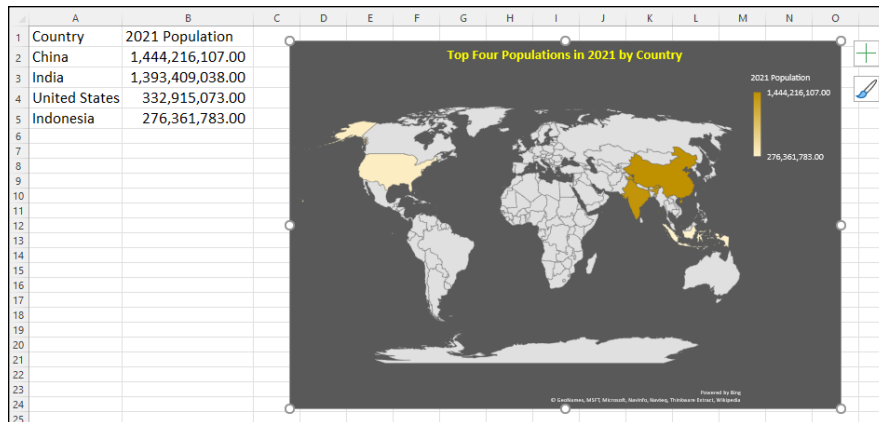 A B C D E F G H I J K L M N O
1 Country 2021 Population
2 China 1,444,216,107.00
3 India 1,393,409,038.00
4 United States 332,915,073.00
5 Indonesia 276,361,783.00
6
7
8
9
10
11
12
13
14
15
16
17
18
19
20
21
22
23
24
25
Top Four Populations in 2021 by Country
2021 Population
1,444,216,107.00
276,361,783.00
Powered by Bing
© GeoNames, MSFT, Microsoft, NavInfo, Navteq, Thinkware Extract, Wikipedia